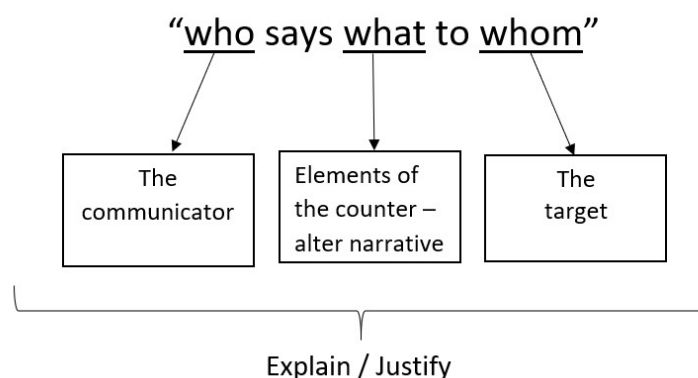 “who says what to whom”
The
communicator
Elements of
the counter –
alter narrative
The
target
Explain / Justify